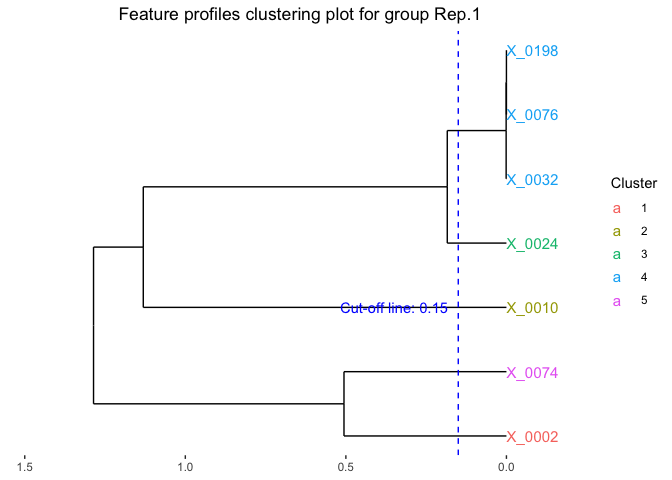 Feature profiles clustering plot for group Rep.1
X_0198
X_0076
X_0032
X_0024
Cut-off line: 0.15
X_0010
X_0074
X_0002
1.5 1.0 0.5 0.0
Cluster
a 1
a 2
a 3
a 4
a 5